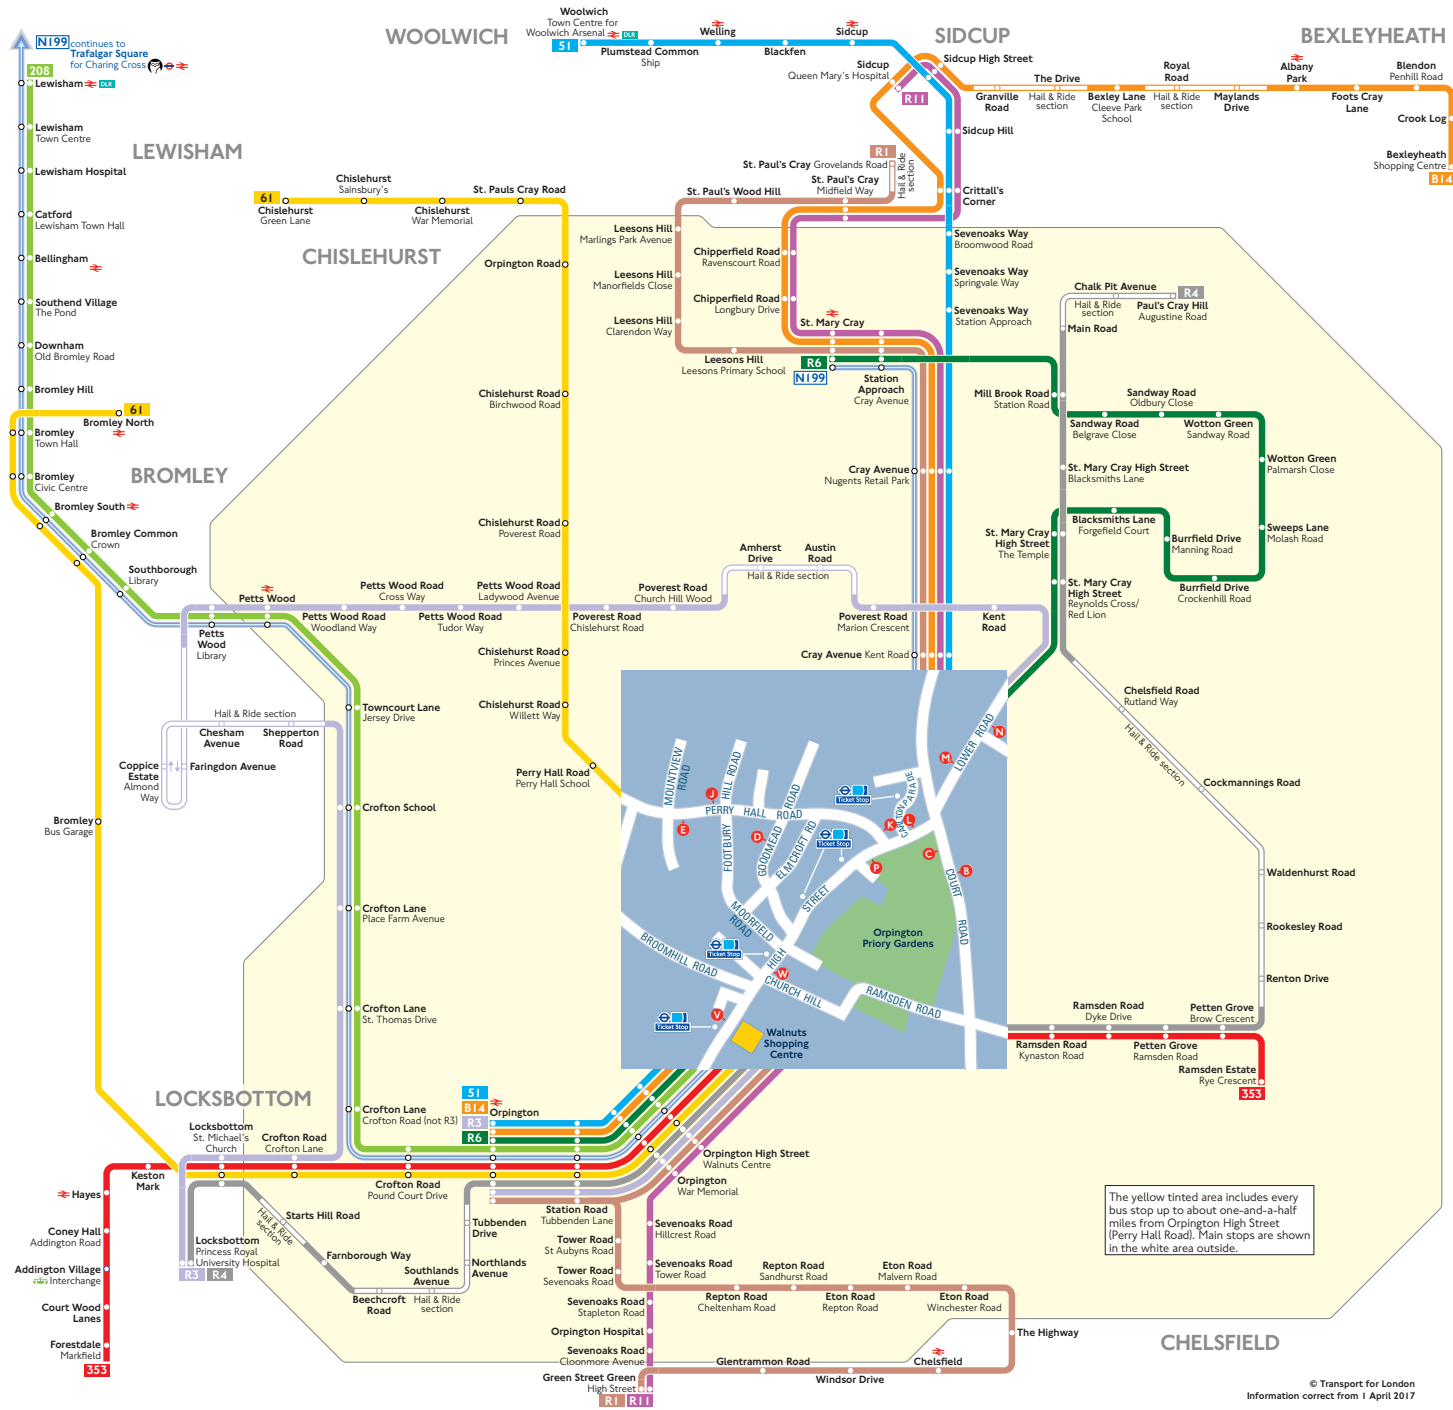 WOOLWICH
SIDCUP
BEXLEYHEATH
LEWISHAM
CHISLEHURST
BROMLEY
LOCKSBOTTOM
CHELSFIELD
N199 continues to
Trafalgar Square
for Charing Cross
208
Lewisham DLR
Lewisham
Town Centre
Lewisham Hospital
Catford
Lewisham Town Hall
Bellingham
Southend Village
The Pond
Downham
Old Bromley Road
Bromley Hill
61
Bromley North
Bromley
Town Hall
Bromley
Civic Centre
Bromley South
Bromley Common
Crown
Southborough
Library
Petts Wood
Petts
Wood
Library
Woolwich
Town Centre for
Woolwich Arsenal DLR
51
Plumstead Common
Ship
Welling
Blackfen
Sidcup
Sidcup
Queen Mary's Hospital
R11
Sidcup High Street
Granville
Road
The Drive
Hail & Ride
section
Bexley Lane
Cleeve Park
School
Royal
Road
Hail & Ride
section
Maylands
Drive
Albany
Park
Foots Cray
Lane
Blendon
Penhill Road
Crook Log
Bexleyheath
Shopping Centre
B14
Sidcup Hill
Crittall's
Corner
R1
St. Paul's Cray Grovelands Road
Hail & Ride
section
St. Paul's Cray
Midfield Way
St. Paul's Wood Hill
61
Chislehurst
Green Lane
Chislehurst
Sainsbury's
Chislehurst
War Memorial
St. Pauls Cray Road
Orpington Road
Chislehurst Road
Birchwood Road
Chislehurst Road
Poverest Road
Chislehurst Road
Princes Avenue
Chislehurst Road
Willett Way
Perry Hall Road
Perry Hall School
Leesons Hill
Marlings Park Avenue
Leesons Hill
Manorfields Close
Leesons Hill
Clarendon Way
Leesons Hill
Leesons Primary School
Chipperfield Road
Ravenscourt Road
Chipperfield Road
Longbury Drive
St. Mary Cray
R6
N199
Station
Approach
Cray Avenue
Sevenoaks Way
Broomwood Road
Sevenoaks Way
Springvale Way
Sevenoaks Way
Station Approach
Cray Avenue
Nugents Retail Park
Cray Avenue Kent Road
Chalk Pit Avenue
Hail & Ride
section
R4
Paul's Cray Hill
Augustine Road
Main Road
Mill Brook Road
Station Road
Sandway Road
Belgrave Close
Sandway Road
Oldbury Close
Wotton Green
Sandway Road
Wotton Green
Palmarsh Close
Sweeps Lane
Molash Road
Burrfield Drive
Crockenhill Road
Burrfield Drive
Manning Road
Blacksmiths Lane
Forgefield Court
St. Mary Cray High Street
Blacksmiths Lane
St. Mary Cray
High Street
The Temple
St. Mary Cray
High Street
Reynolds Cross/
Red Lion
Petts Wood Road
Woodland Way
Petts Wood Road
Cross Way
Petts Wood Road
Tudor Way
Petts Wood Road
Ladywood Avenue
Poverest Road
Chislehurst Road
Poverest Road
Church Hill Wood
Amherst
Drive
Austin
Road
Hail & Ride section
Poverest Road
Marion Crescent
Kent
Road
Chelsfield Road
Rutland Way
Hail & Ride section
Cockmannings Road
Waldenhurst Road
Rookesley Road
Renton Drive
Petten Grove
Brow Crescent
Ramsden Road
Dyke Drive
Ramsden Road
Kynaston Road
Petten Grove
Ramsden Road
Ramsden Estate
Rye Crescent
353
Towncourt Lane
Jersey Drive
Hail & Ride section
Chesham
Avenue
Shepperton
Road
Coppice
Estate
Almond
Way
Faringdon Avenue
Crofton School
Bromley
Bus Garage
Crofton Lane
Place Farm Avenue
Crofton Lane
St. Thomas Drive
Crofton Lane
Crofton Road (not R3)
MOUNTVIEW
ROAD
HILL ROAD
FOOTBURY
PERRY HALL ROAD
GOODMEAD
ROAD
ELMCROFT RD
CARLTON PARADE
LOWER ROAD
COURT ROAD
HIGH STREET
MOORFIELD
ROAD
BROOMHILL ROAD
CHURCH HILL
RAMSDEN ROAD
Ticket Stop
Ticket Stop
Ticket Stop
Ticket Stop
J
E
D
K
L
M
N
P
C
B
W
V
Orpington
Priory Gardens
Walnuts
Shopping
Centre
51
B14
R3
R6
Orpington
Locksbottom
St. Michael's
Church
Crofton Road
Crofton Lane
Crofton Road
Pound Court Drive
Keston
Mark
Hayes
Coney Hall
Addington Road
Addington Village
Interchange
Court Wood
Lanes
Forestdale
Markfield
353
Locksbottom
Princess Royal
University Hospital
R3 R4
Hail & Ride
section
Starts Hill Road
Farnborough Way
Beechcroft
Road
Southlands
Avenue
Hail & Ride
section
Northlands
Avenue
Tubbenden
Drive
Station Road
Tubbenden Lane
Tower Road
St Aubyns Road
Tower Road
Sevenoaks Road
Orpington High Street
Walnuts Centre
Orpington
War Memorial
Sevenoaks Road
Hillcrest Road
Sevenoaks Road
Tower Road
Sevenoaks Road
Stapleton Road
Orpington Hospital
Sevenoaks Road
Cloonmore Avenue
Green Street Green
High Street
R1 R11
Repton Road
Cheltenham Road
Repton Road
Sandhurst Road
Eton Road
Repton Road
Eton Road
Malvern Road
Eton Road
Winchester Road
The Highway
Chelsfield
Windsor Drive
Glentrammon Road
The yellow tinted area includes every
bus stop up to about one-and-a-half
miles from Orpington High Street
(Perry Hall Road). Main stops are shown
in the white area outside.
© Transport for London
Information correct from 1 April 2017